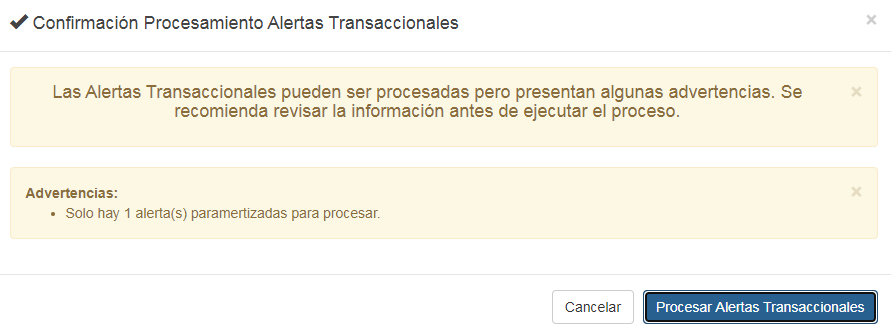 Confirmación Procesamiento Alertas Transaccionales
×
Las Alertas Transaccionales pueden ser procesadas pero presentan algunas advertencias. Se
recomienda revisar la información antes de ejecutar el proceso.
×
Advertencias:
×
• Solo hay 1 alerta(s) paramertizadas para procesar.
Cancelar
Procesar Alertas Transaccionales